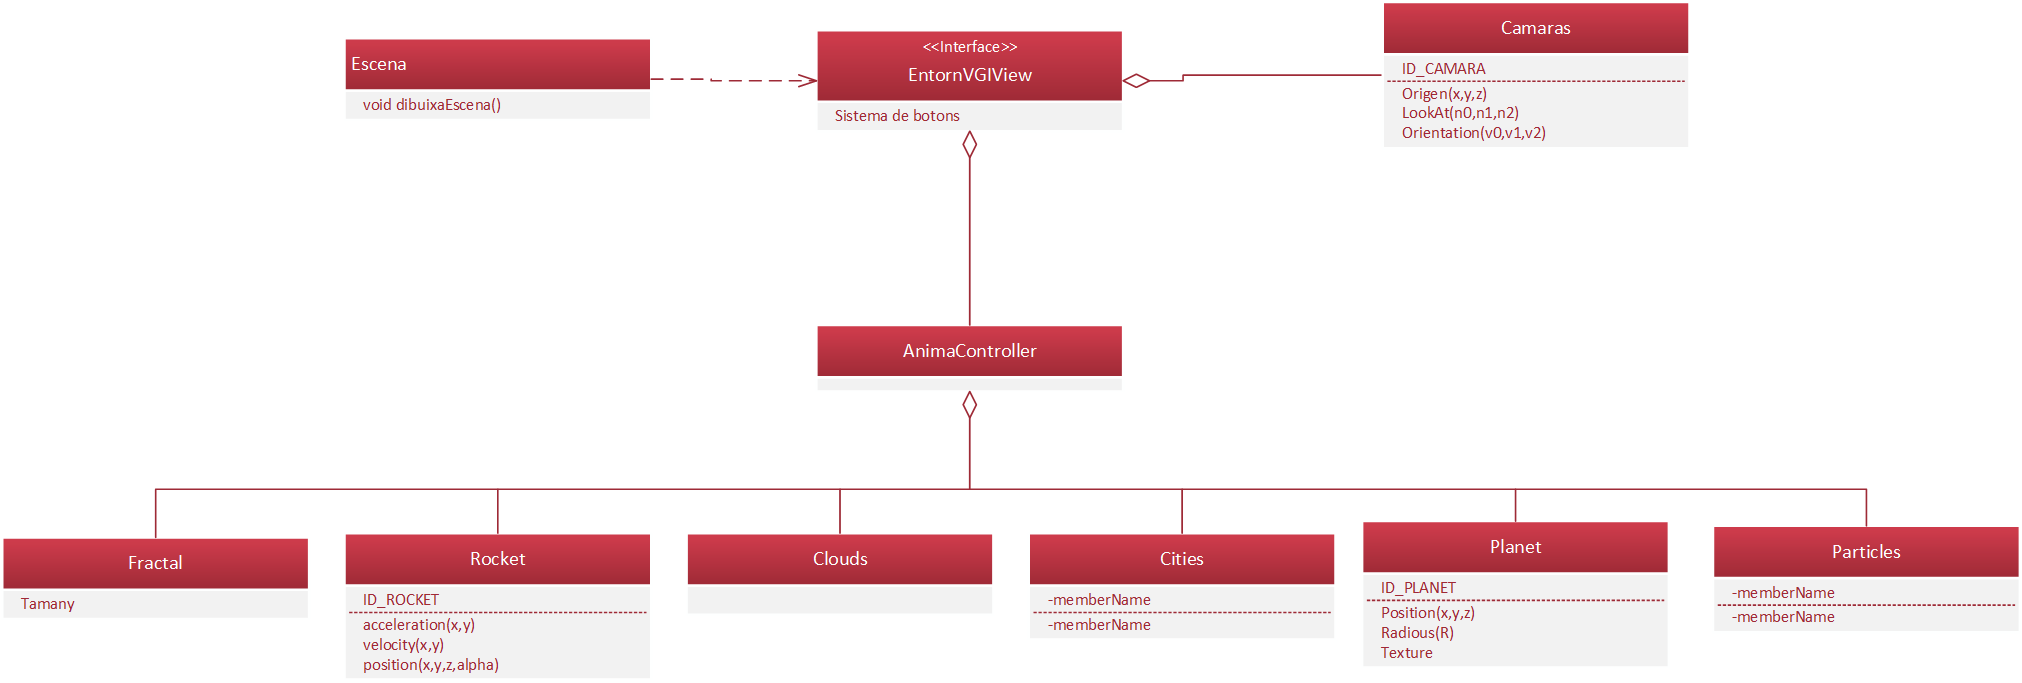 Escena
void dibuixaEscena()
<<Interface>>
EntornVGIView
Sistema de botons
Camaras
ID_CAMARA
Origen(x,y,z)
LookAt(n0,n1,n2)
Orientation(v0,v1,v2)
AnimaController
Fractal
Tamany
Rocket
ID_ROCKET
acceleration(x,y)
velocity(x,y)
position(x,y,z,alpha)
Clouds
Cities
-memberName
-memberName
Planet
ID_PLANET
Position(x,y,z)
Radious(R)
Texture
Particles
-memberName
-memberName